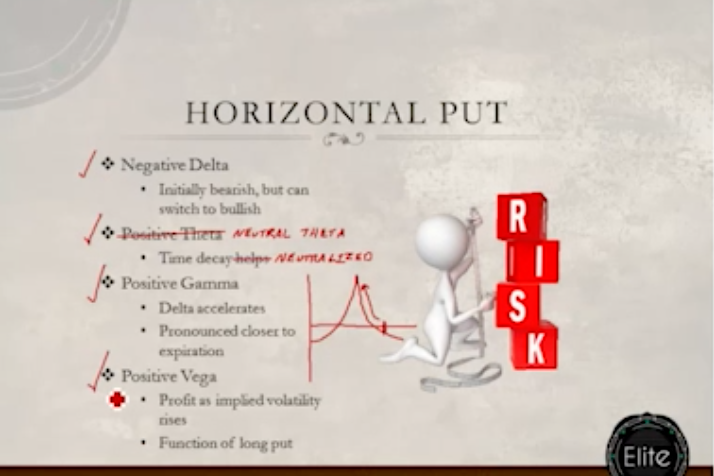 HORIZONTAL PUT
Negative Delta
Initially bearish, but can
switch to bullish
Positive Theta NEUTRAL THETA
Time decay helps NEUTRALIZED
Positive Gamma
Delta accelerates
Pronounced closer to
expiration
Positive Vega
Profit as implied volatility
rises
Function of long put
R
I
S
K
Elite